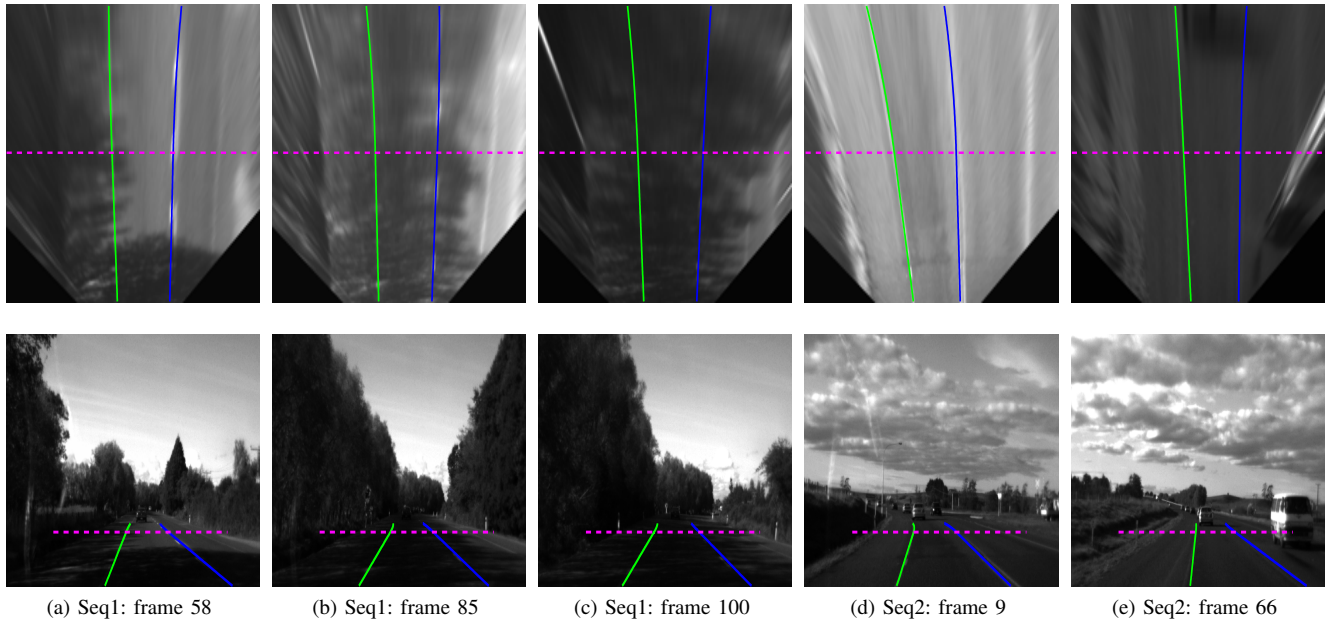 (a) Seq1: frame 58
(b) Seq1: frame 85
(c) Seq1: frame 100
(d) Seq2: frame 9
(e) Seq2: frame 66